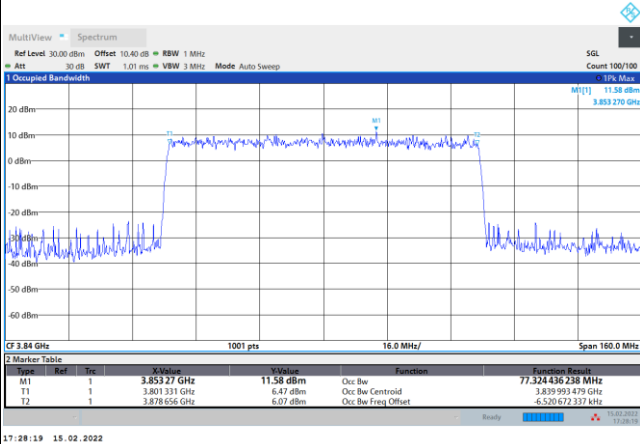 MultiView Spectrum
Ref Level 30.00 dBm Offset 10.40 dB RBW 1 MHz SGL
Att 30 dB SWT 1.01 ms VBW 3 MHz Mode Auto Sweep Count 100/100
1 Occupied Bandwidth 1Pk Max
M1[1] 11.58 dBm
3.853 270 GHz
20 dBm
M1
10 dBm
T1 T2
0 dBm
-10 dBm
-20 dBm
-30 dBm
-40 dBm
-50 dBm
-60 dBm
CF 3.84 GHz 1001 pts 16.0 MHz/ Span 160.0 MHz
2 Marker Table
Type Ref Trc X-Value Y-Value Function Function Result
M1 1 3.853 27 GHz 11.58 dBm Occ Bw 77.324 436 238 MHz
T1 1 3.801 331 GHz 6.47 dBm Occ Bw Centroid 3.839 993 479 GHz
T2 1 3.878 656 GHz 6.07 dBm Occ Bw Freq Offset -6.520 672 337 kHz
Ready 15.02.2022
17:28:19
17:28:19 15.02.2022